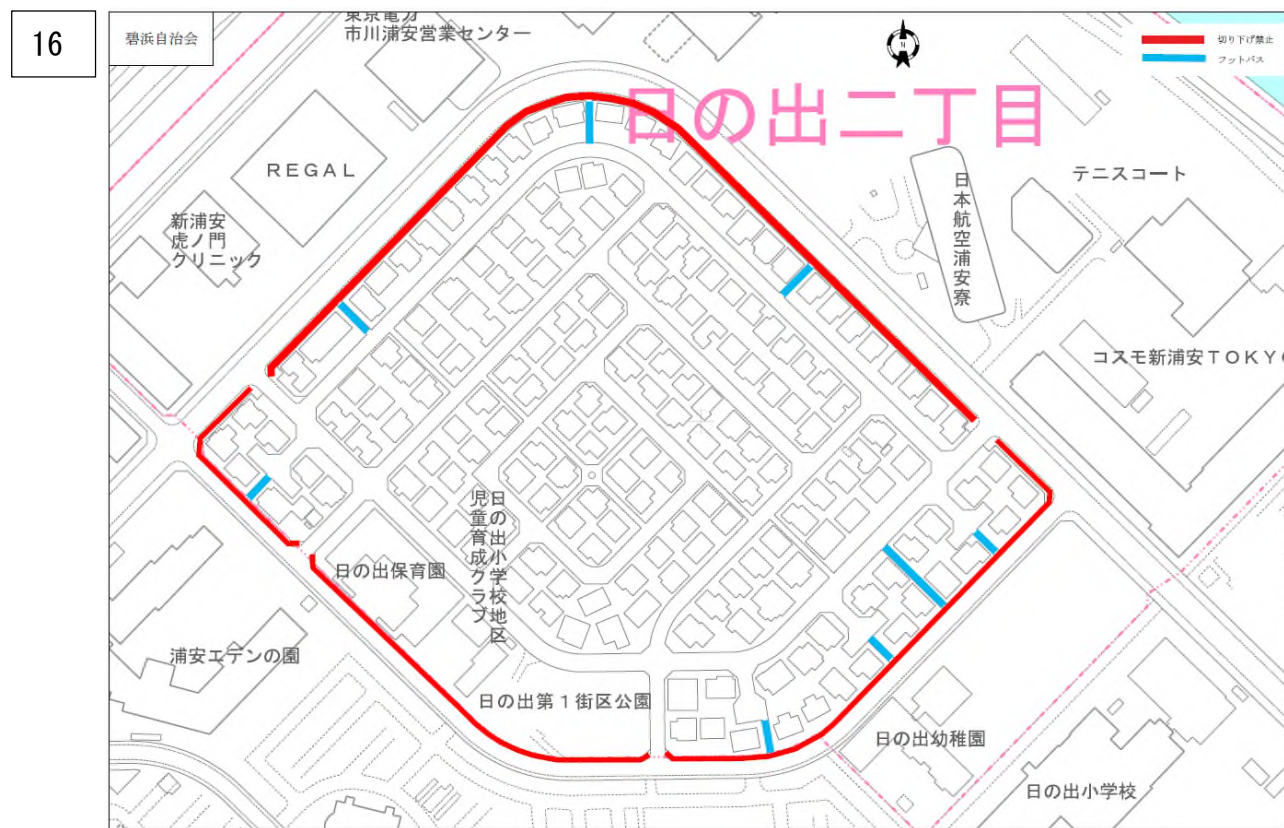 16
碧浜自治会
東京電力
市川浦安営業センター
N
切り下げ禁止
フットパス
日の出二丁目
REGAL
テニスコート
日本航空浦安寮
新浦安
虎ノ門
クリニック
コスモ新浦安TOKYO
日の出小学校地区
児童育成クラブ
日の出保育園
浦安エデンの園
日の出第1街区公園
日の出幼稚園
日の出小学校